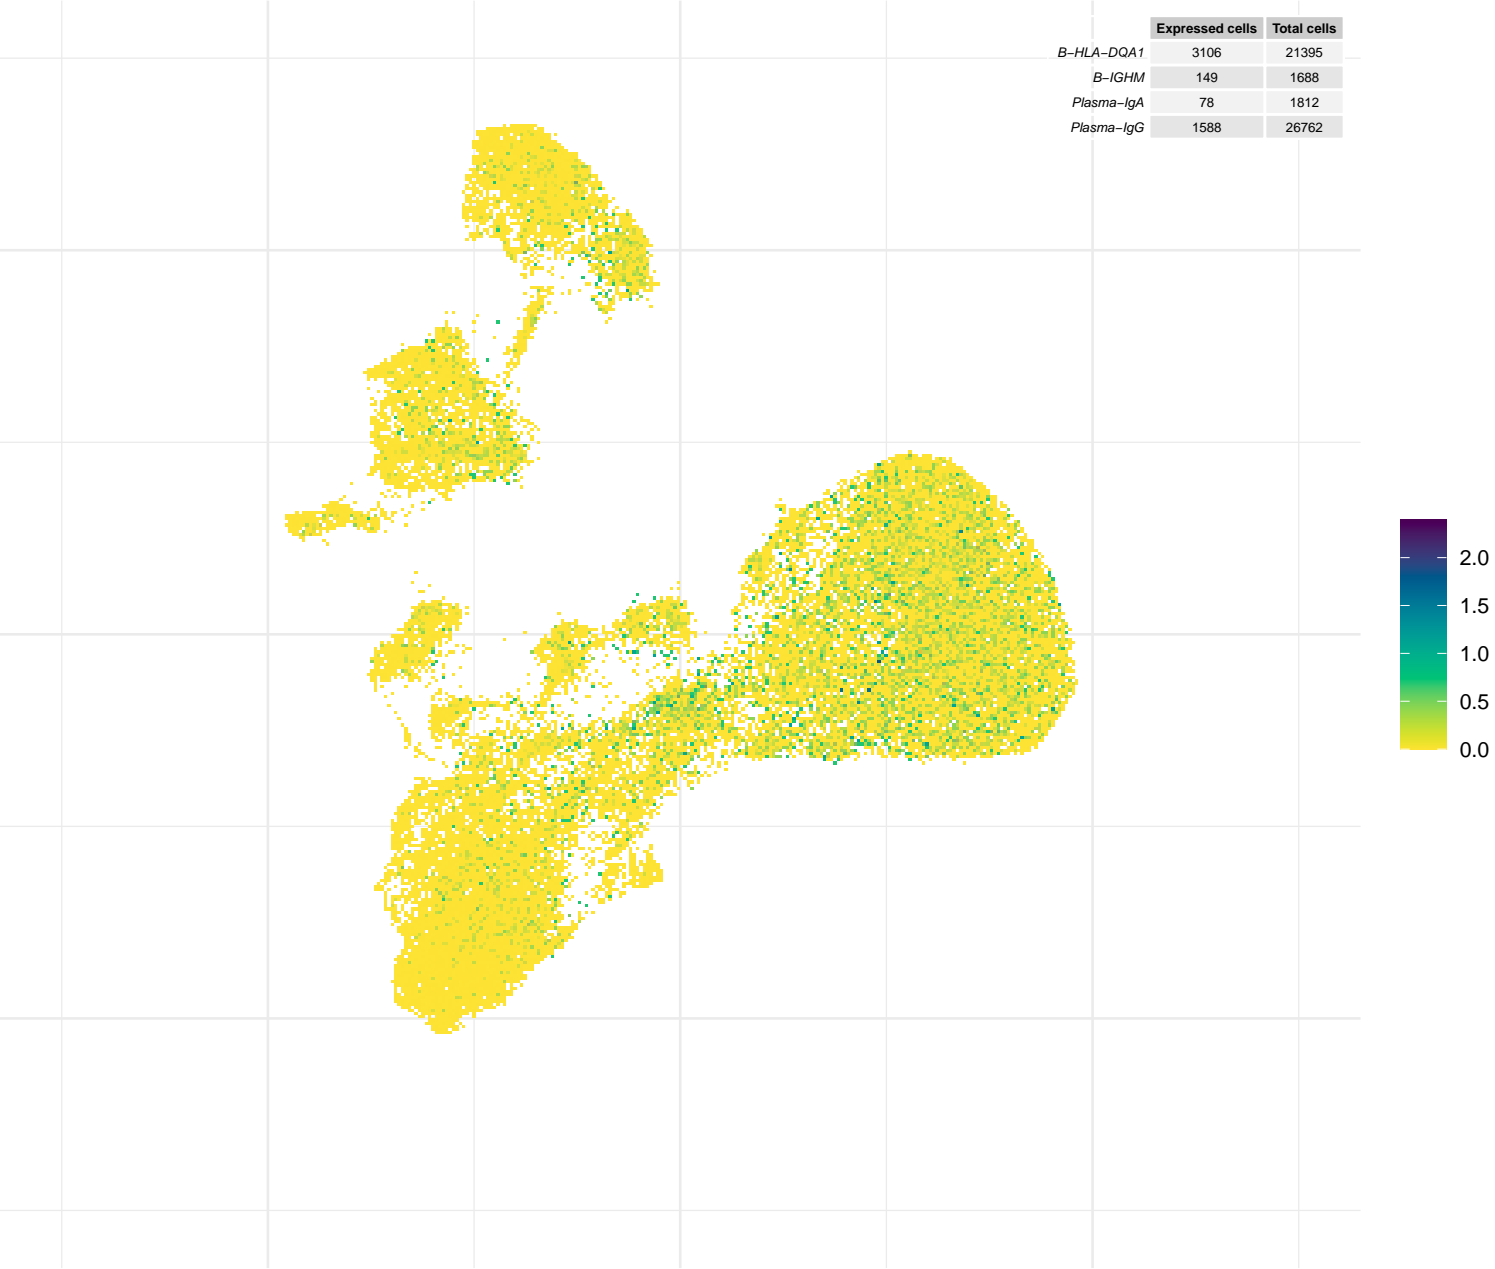 Expressed cells Total cells
B−HLA−DQA1 3106 21395
B−IGHM 149 1688
Plasma−IgA 78 1812
Plasma−IgG 1588 26762
2.0
1.5
1.0
0.5
0.0